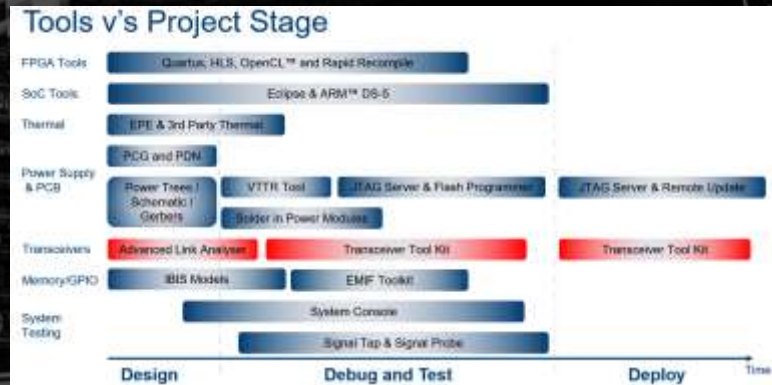 Tools v's Project Stage
FPGA Tools
Quartus, HLS, OpenCL™ and Rapid Recompile
SoC Tools
Eclipse & ARM™ DS-5
Thermal
EPE & 3rd Party Thermal
Power Supply
& PCB
PCG and PDN
Power Trees /
Schematic /
Gerbers
VTTR Tool
JTAG Server & Flash Programmer
JTAG Server & Remote Update
Solder in Power Modules
Transceivers
Advanced Link Analyser
Transceiver Tool Kit
Transceiver Tool Kit
Memory/GPIO
IBIS Models
EMIF Toolkit
System
Testing
System Console
Signal Tap & Signal Probe
Time
Design
Debug and Test
Deploy